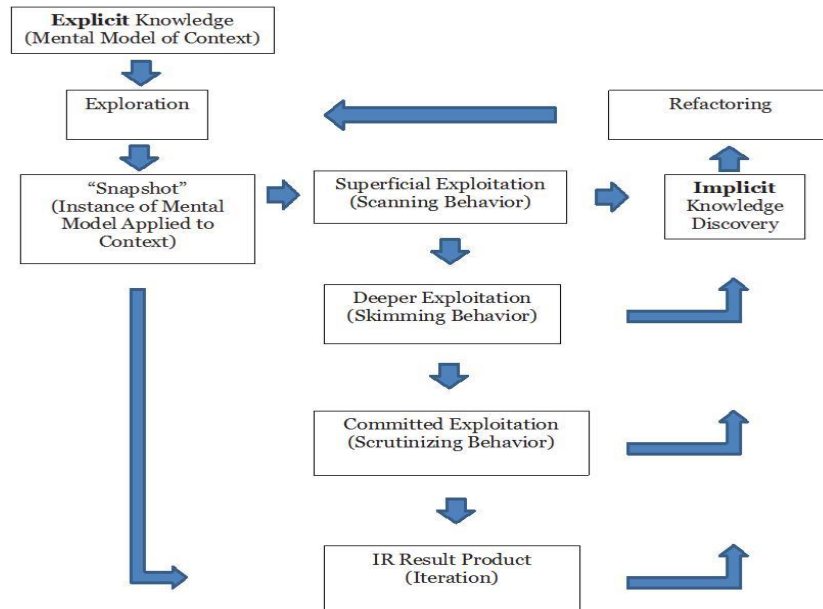 Explicit Knowledge
(Mental Model of Context)
Exploration
Refactoring
“Snapshot”
(Instance of Mental
Model Applied to
Context)
Superficial Exploitation
(Scanning Behavior)
Implicit
Knowledge
Discovery
Deeper Exploitation
(Skimming Behavior)
Committed Exploitation
(Scrutinizing Behavior)
IR Result Product
(Iteration)